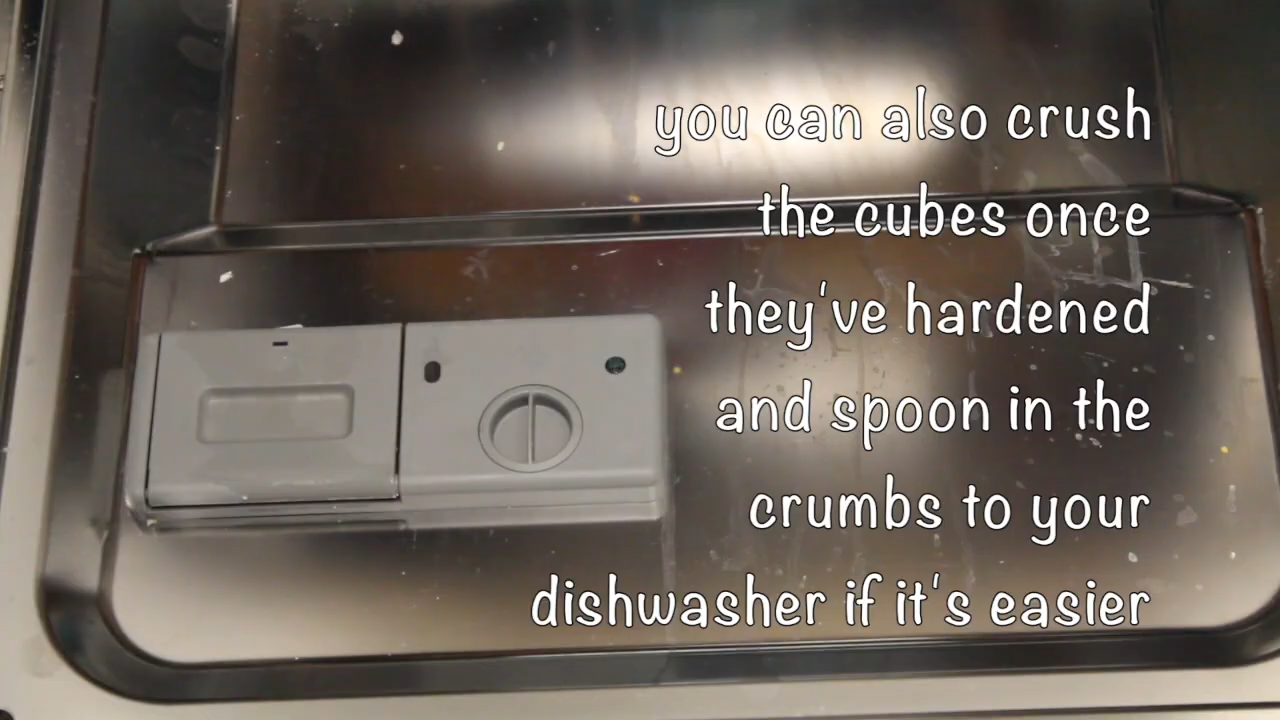 you can also crush
the cubes once
they've hardened
and spoon in the
crumbs to your
dishwasher if it's easier